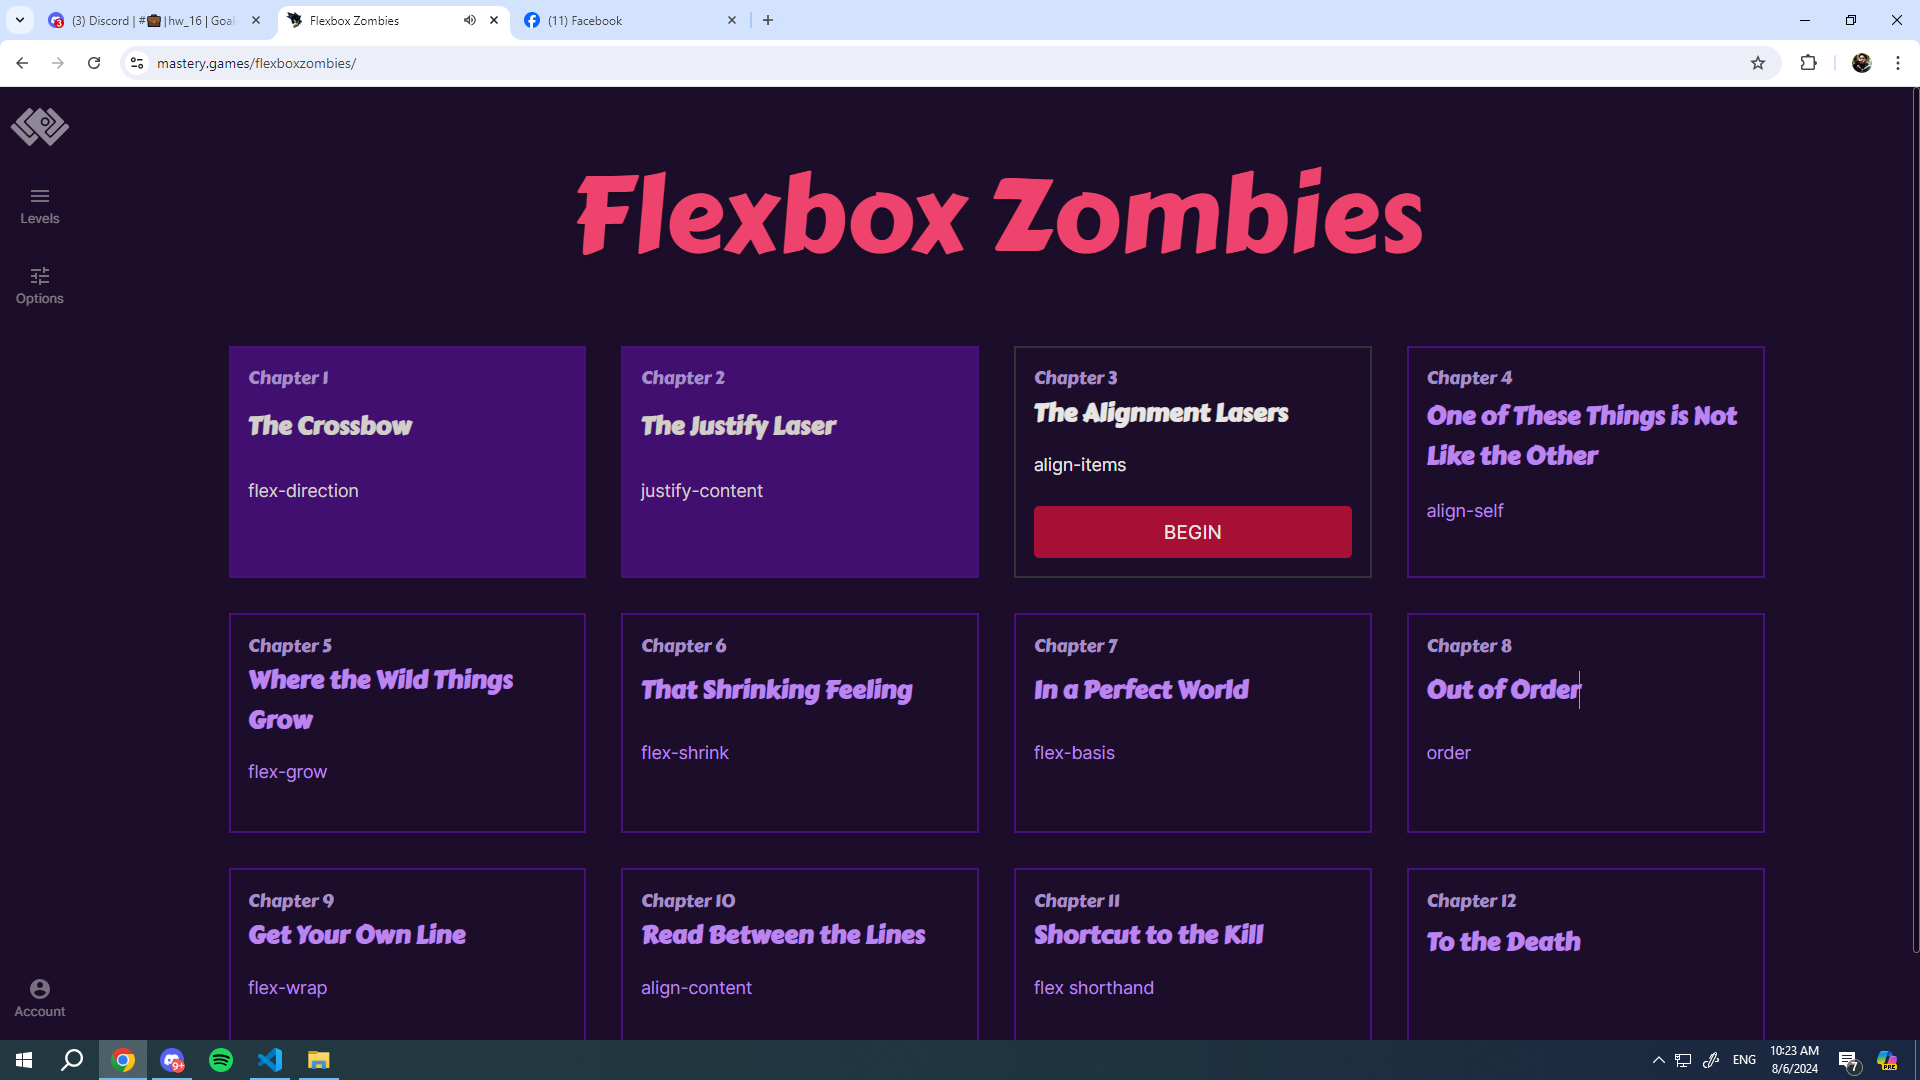 (3) Discord | #💼|hw_16 | Goal-
Flexbox Zombies
(11) Facebook
mastery.games/flexboxzombies/
Levels
Options
Flexbox Zombies
Chapter 1
The Crossbow
flex-direction
Chapter 2
The Justify Laser
justify-content
Chapter 3
The Alignment Lasers
align-items
BEGIN
Chapter 4
One of These Things is Not
Like the Other
align-self
Chapter 5
Where the Wild Things
Grow
flex-grow
Chapter 6
That Shrinking Feeling
flex-shrink
Chapter 7
In a Perfect World
flex-basis
Chapter 8
Out of Order
order
Chapter 9
Get Your Own Line
flex-wrap
Chapter 10
Read Between the Lines
align-content
Chapter 11
Shortcut to the Kill
flex shorthand
Chapter 12
To the Death
Account
9+
ENG
10:23 AM
8/6/2024
7
PRE